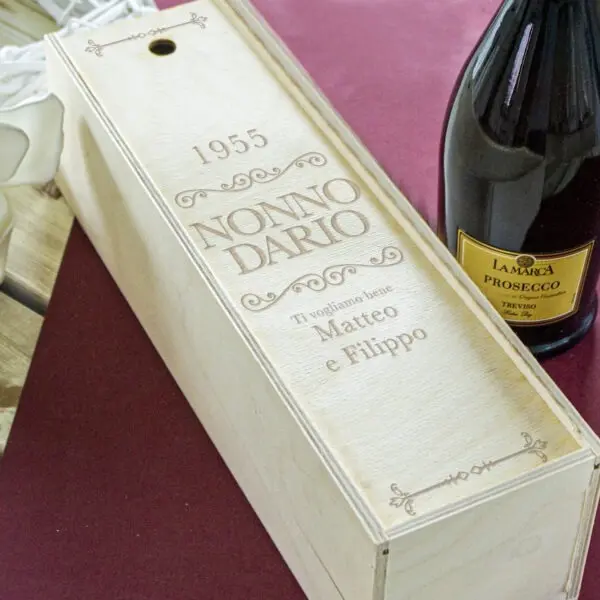 1955
NONNO
DARIO
Ti vogliamo bene
Matteo
e Filippo
LA MARCA
PROSECCO
TREVISO